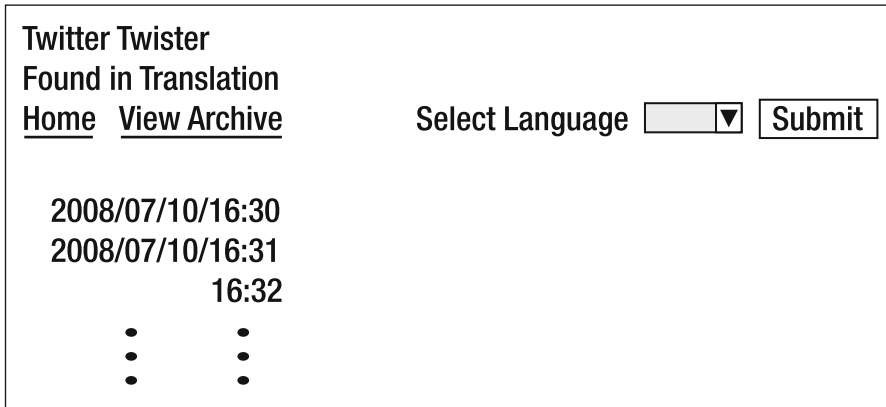 Twitter Twister
Found in Translation
Home View Archive Select Language Submit
2008/07/10/16:30
2008/07/10/16:31
16:32